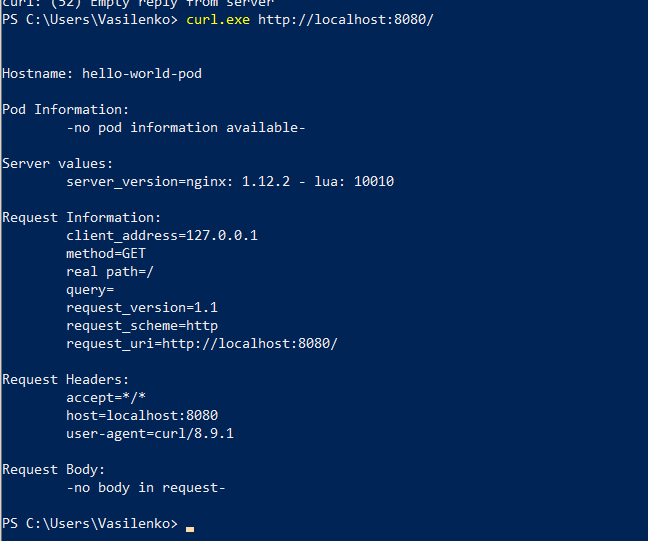 curl: (52) Empty reply from server
PS C:\Users\Vasilenko> curl.exe http://localhost:8080/
Hostname: hello-world-pod
Pod Information:
-no pod information available-
Server values:
server_version=nginx: 1.12.2 - lua: 10010
Request Information:
client_address=127.0.0.1
method=GET
real path=/
query=
request_version=1.1
request_scheme=http
request_uri=http://localhost:8080/
Request Headers:
accept=*/*
host=localhost:8080
user-agent=curl/8.9.1
Request Body:
-no body in request-
PS C:\Users\Vasilenko>